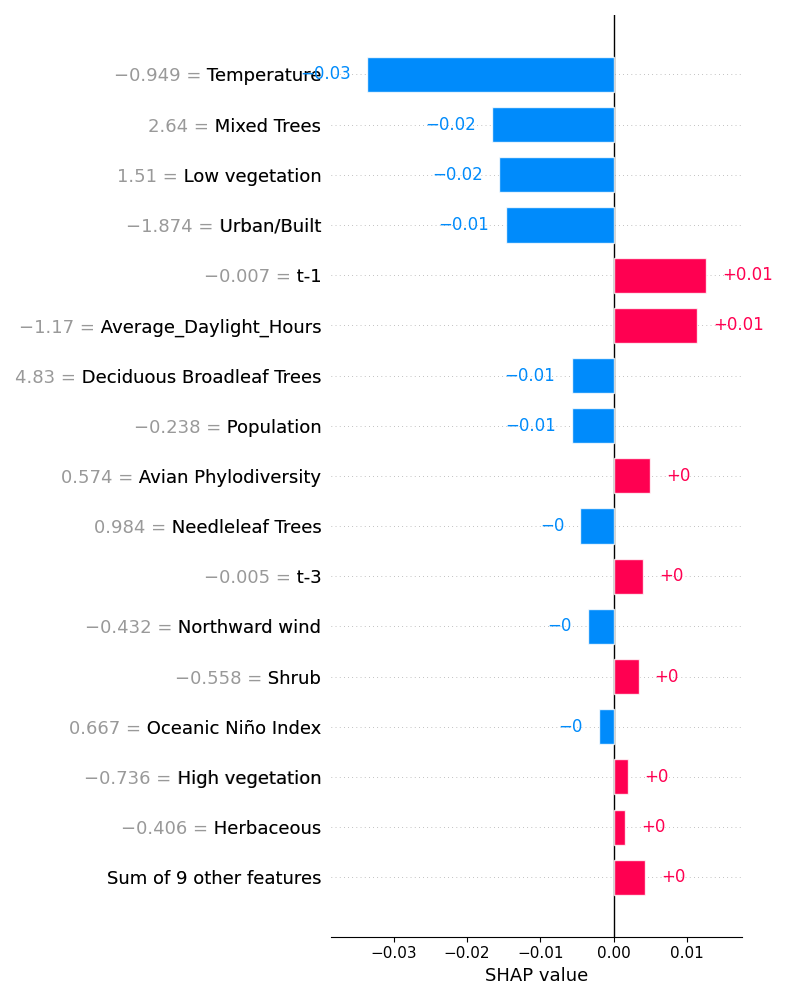 −0.949 = Temperature −0.03
2.64 = Mixed Trees −0.02
1.51 = Low vegetation −0.02
−1.874 = Urban/Built −0.01
−0.007 = t-1 +0.01
−1.17 = Average_Daylight_Hours +0.01
4.83 = Deciduous Broadleaf Trees −0.01
−0.238 = Population −0.01
0.574 = Avian Phylodiversity +0
0.984 = Needleleaf Trees −0
−0.005 = t-3 +0
−0.432 = Northward wind −0
−0.558 = Shrub +0
0.667 = Oceanic Niño Index −0
−0.736 = High vegetation +0
−0.406 = Herbaceous +0
Sum of 9 other features +0
−0.03 −0.02 −0.01 0.00 0.01
SHAP value